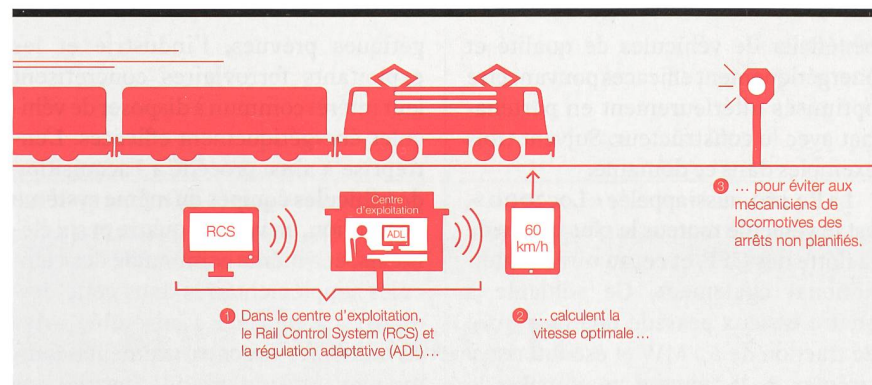 RCS
Centre
d'exploitation
ADL
60
km/h
1 Dans le centre d'exploitation,
le Rail Control System (RCS) et
la régulation adaptative (ADL) ...
2 ... calculent la
vitesse optimale ...
3 ... pour éviter aux
mécaniciens de
locomotives des
arrêts non planifiés.